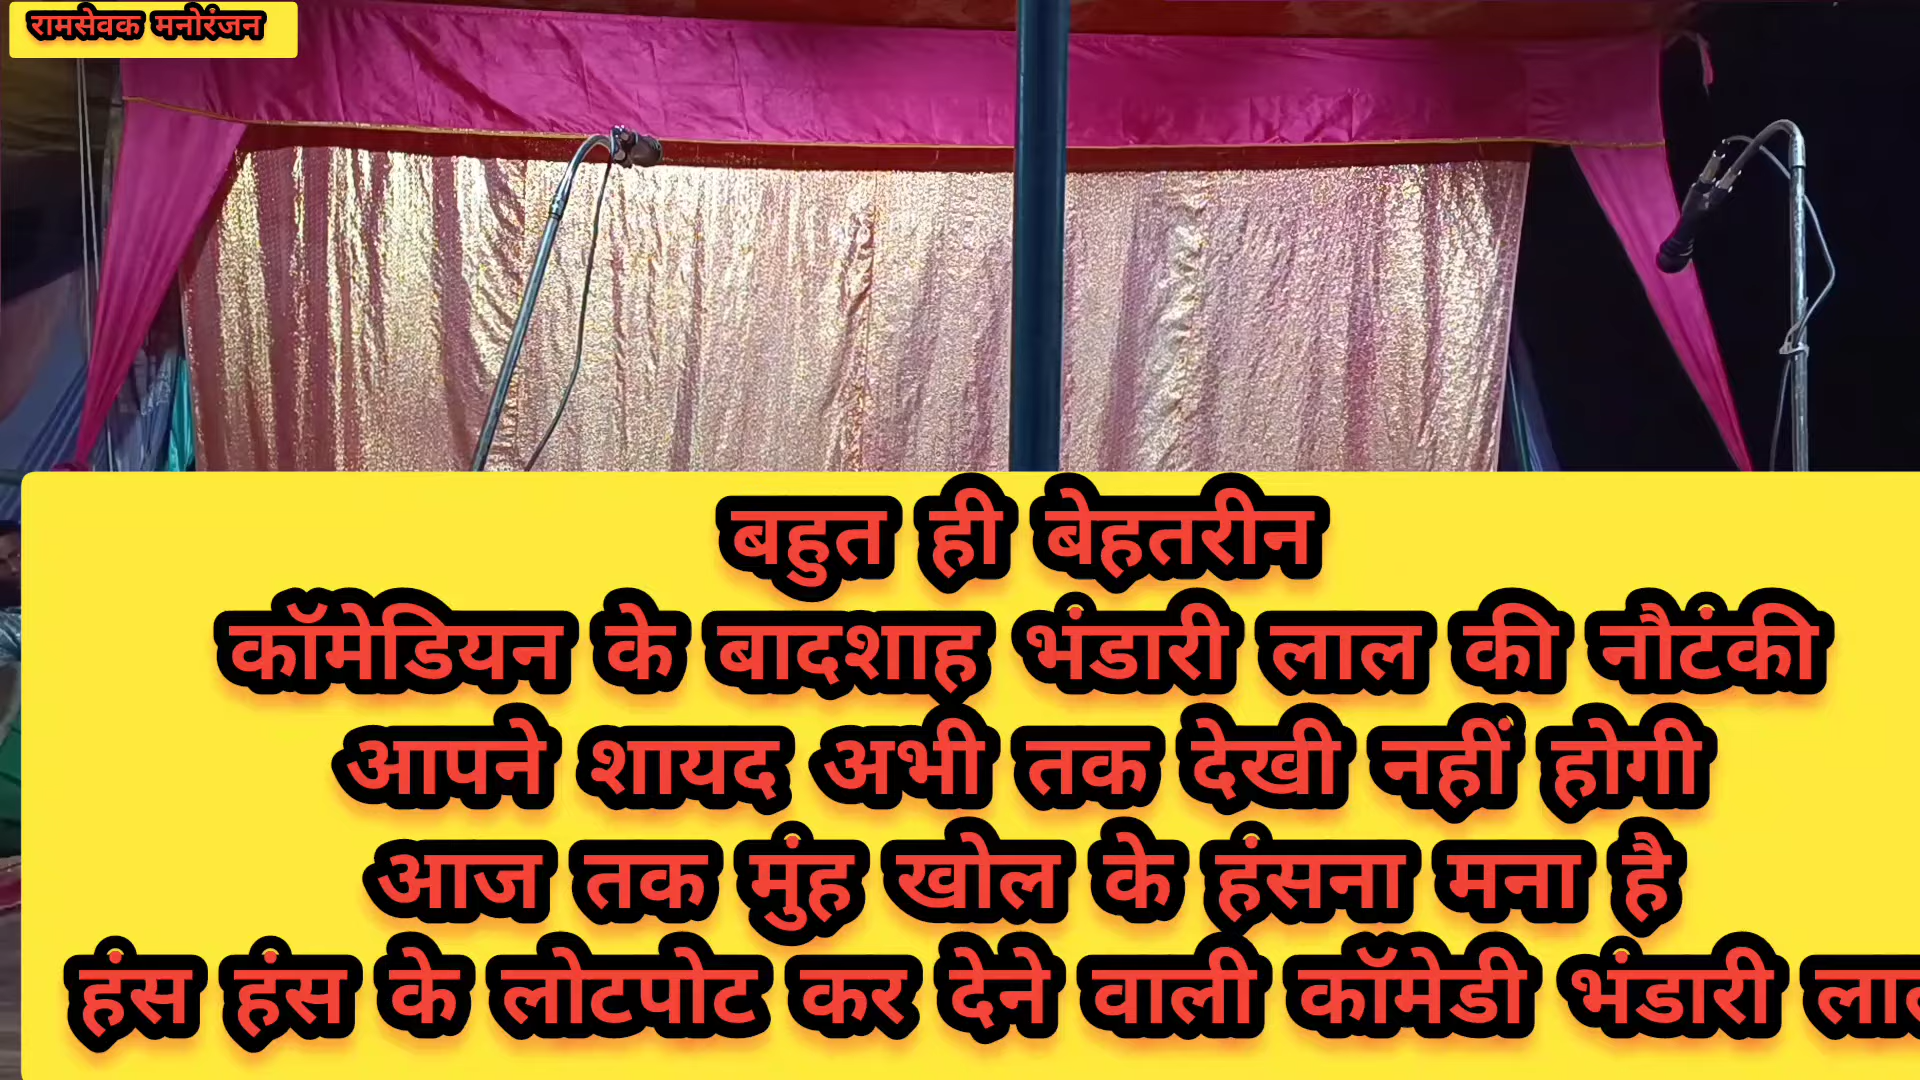 रामसेवक मनोरंजन
बहुत ही बेहतरीन
कॉमेडियन के बादशाह भंडारी लाल की नौटंकी
आपने शायद अभी तक देखी नहीं होगी
आज तक मुंह खोल के हंसना मना है
हंस हंस के लोटपोट कर देने वाली कॉमेडी भंडारी लाल